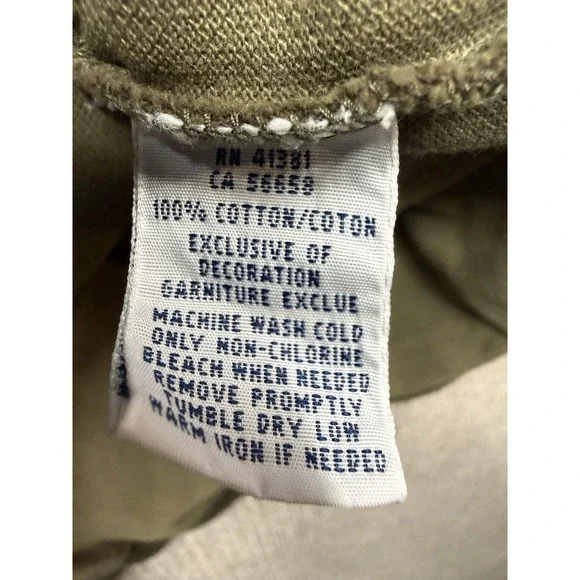 RN 41381
CA 56658
100% COTTON/COTON
EXCLUSIVE OF
DECORATION
GARNITURE EXCLUE
MACHINE WASH COLD
ONLY NON-CHLORINE
BLEACH WHEN NEEDED
REMOVE PROMPTLY
TUMBLE DRY LOW
WARM IRON IF NEEDED